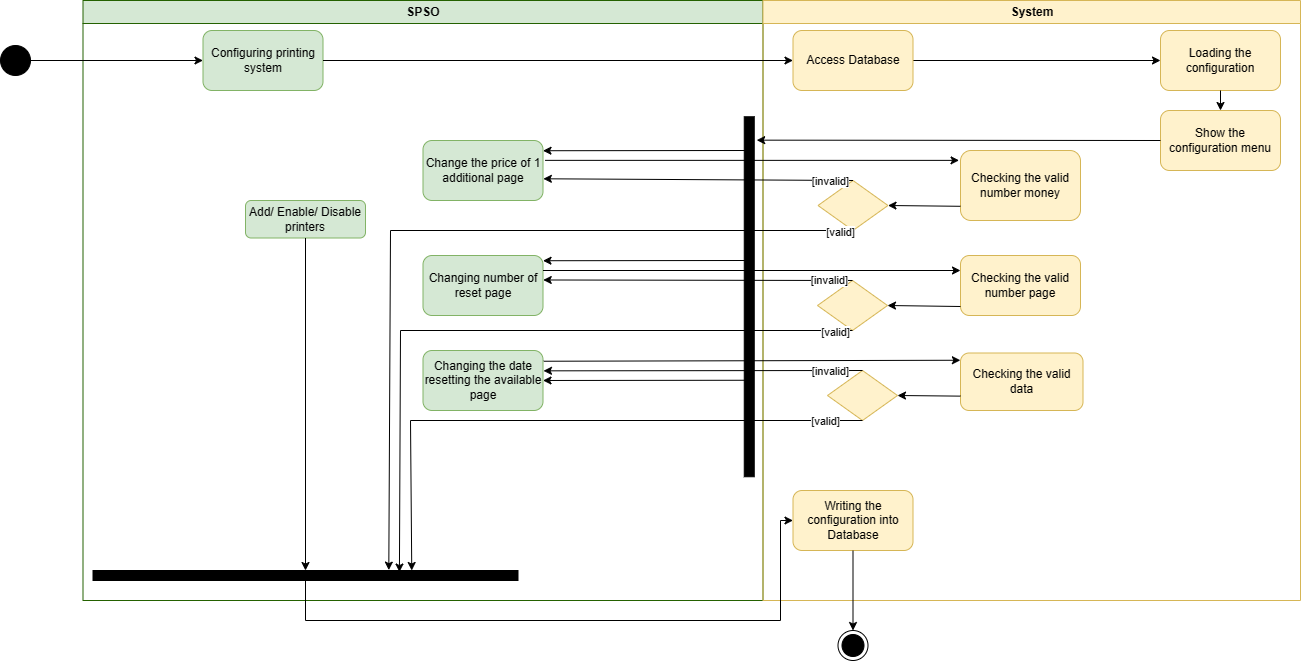 SPSO
System
Configuring printing
system
Access Database
Loading the
configuration
Show the
configuration menu
Change the price of 1
additional page
[invalid]
Checking the valid
number money
Add/ Enable/ Disable
printers
[valid]
Changing number of
reset page
[invalid]
Checking the valid
number page
[valid]
Changing the date
resetting the available
page
[invalid]
Checking the valid
data
[valid]
Writing the
configuration into
Database